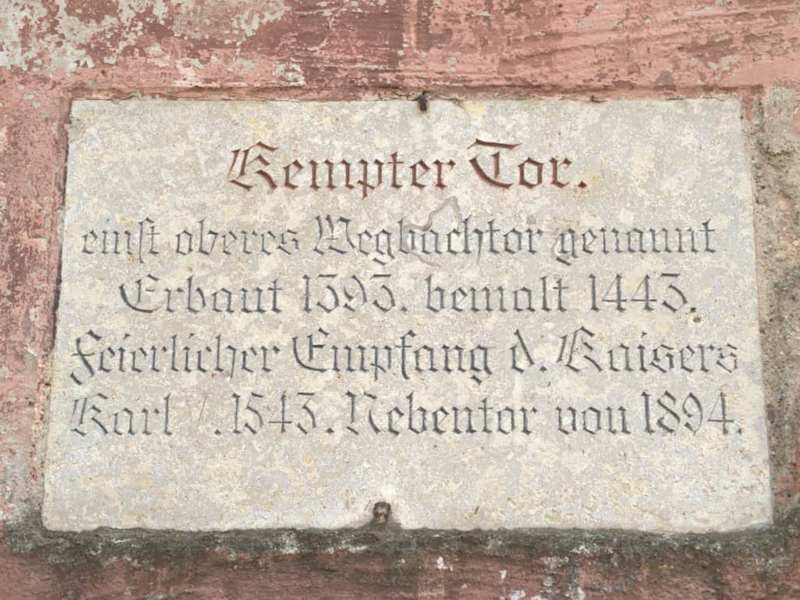 Kempter Tor.
einst oberes Wegbachtor genannt
Erbaut 1393. bemalt 1443.
Feierlicher Empfang d. Kaisers
Karl V. 1543. Nebentor von 1894.